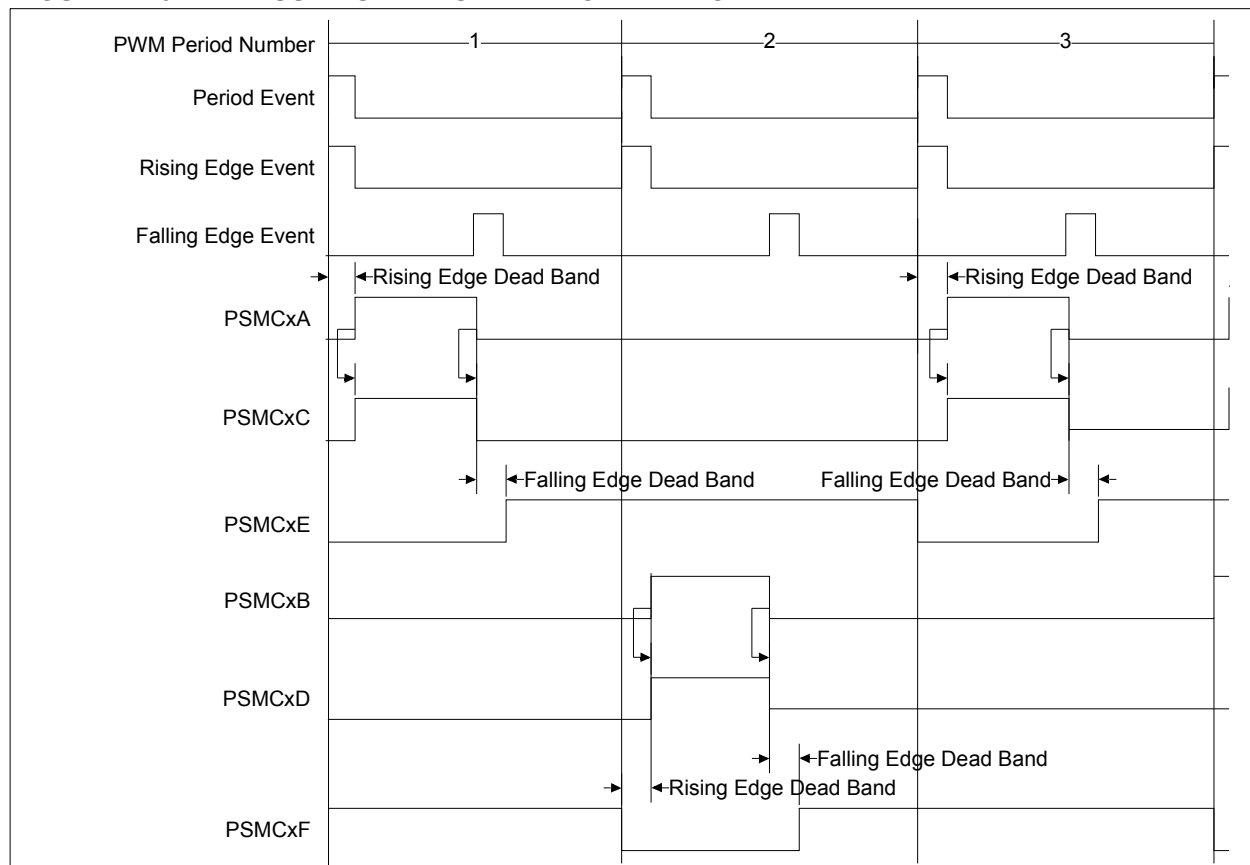 PWM Period Number 1 2 3
Period Event
Rising Edge Event
Falling Edge Event
Rising Edge Dead Band Rising Edge Dead Band
PSMCxA
PSMCxC
Falling Edge Dead Band Falling Edge Dead Band
PSMCxE
PSMCxB
PSMCxD
Falling Edge Dead Band
Rising Edge Dead Band
PSMCxF